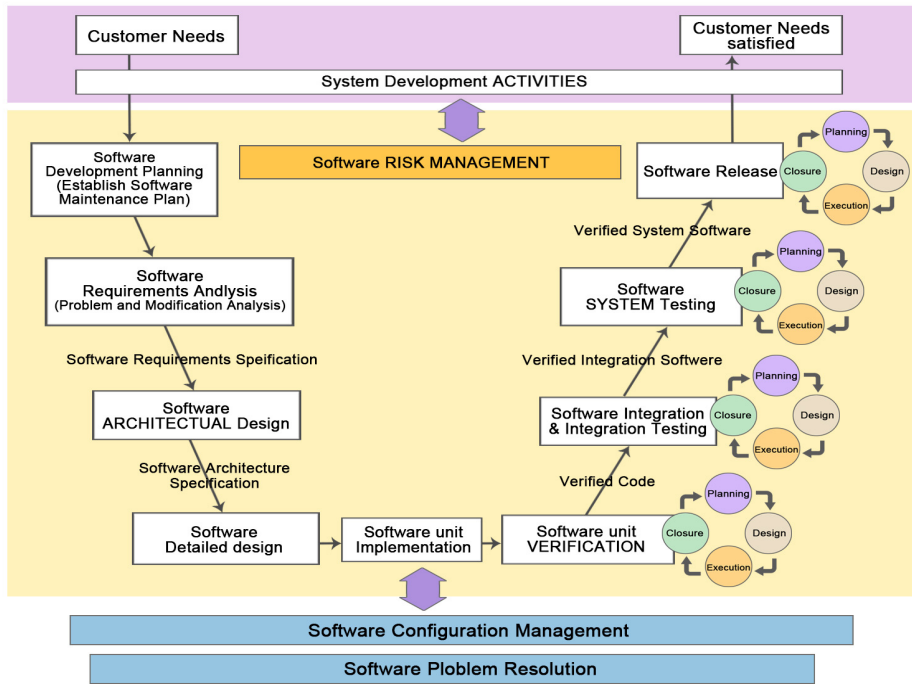 Customer Needs
Customer Needs
satisfied
System Development ACTIVITIES
Software
Development Planning
(Establish Software
Maintenance Plan)
Software RISK MANAGEMENT
Software Release
Planning
Closure
Design
Execution
Verified System Software
Software
Requirements Andlysis
(Problem and Modification Analysis)
Software
SYSTEM Testing
Planning
Closure
Design
Execution
Software Requirements Speification
Verified Integration Softwere
Software
ARCHITECTUAL Design
Software Integration
& Integration Testing
Planning
Closure
Design
Execution
Software Architecture
Specification
Verified Code
Software
Detailed design
Software unit
Implementation
Software unit
VERIFICATION
Planning
Closure
Design
Execution
Software Configuration Management
Software Ploblem Resolution